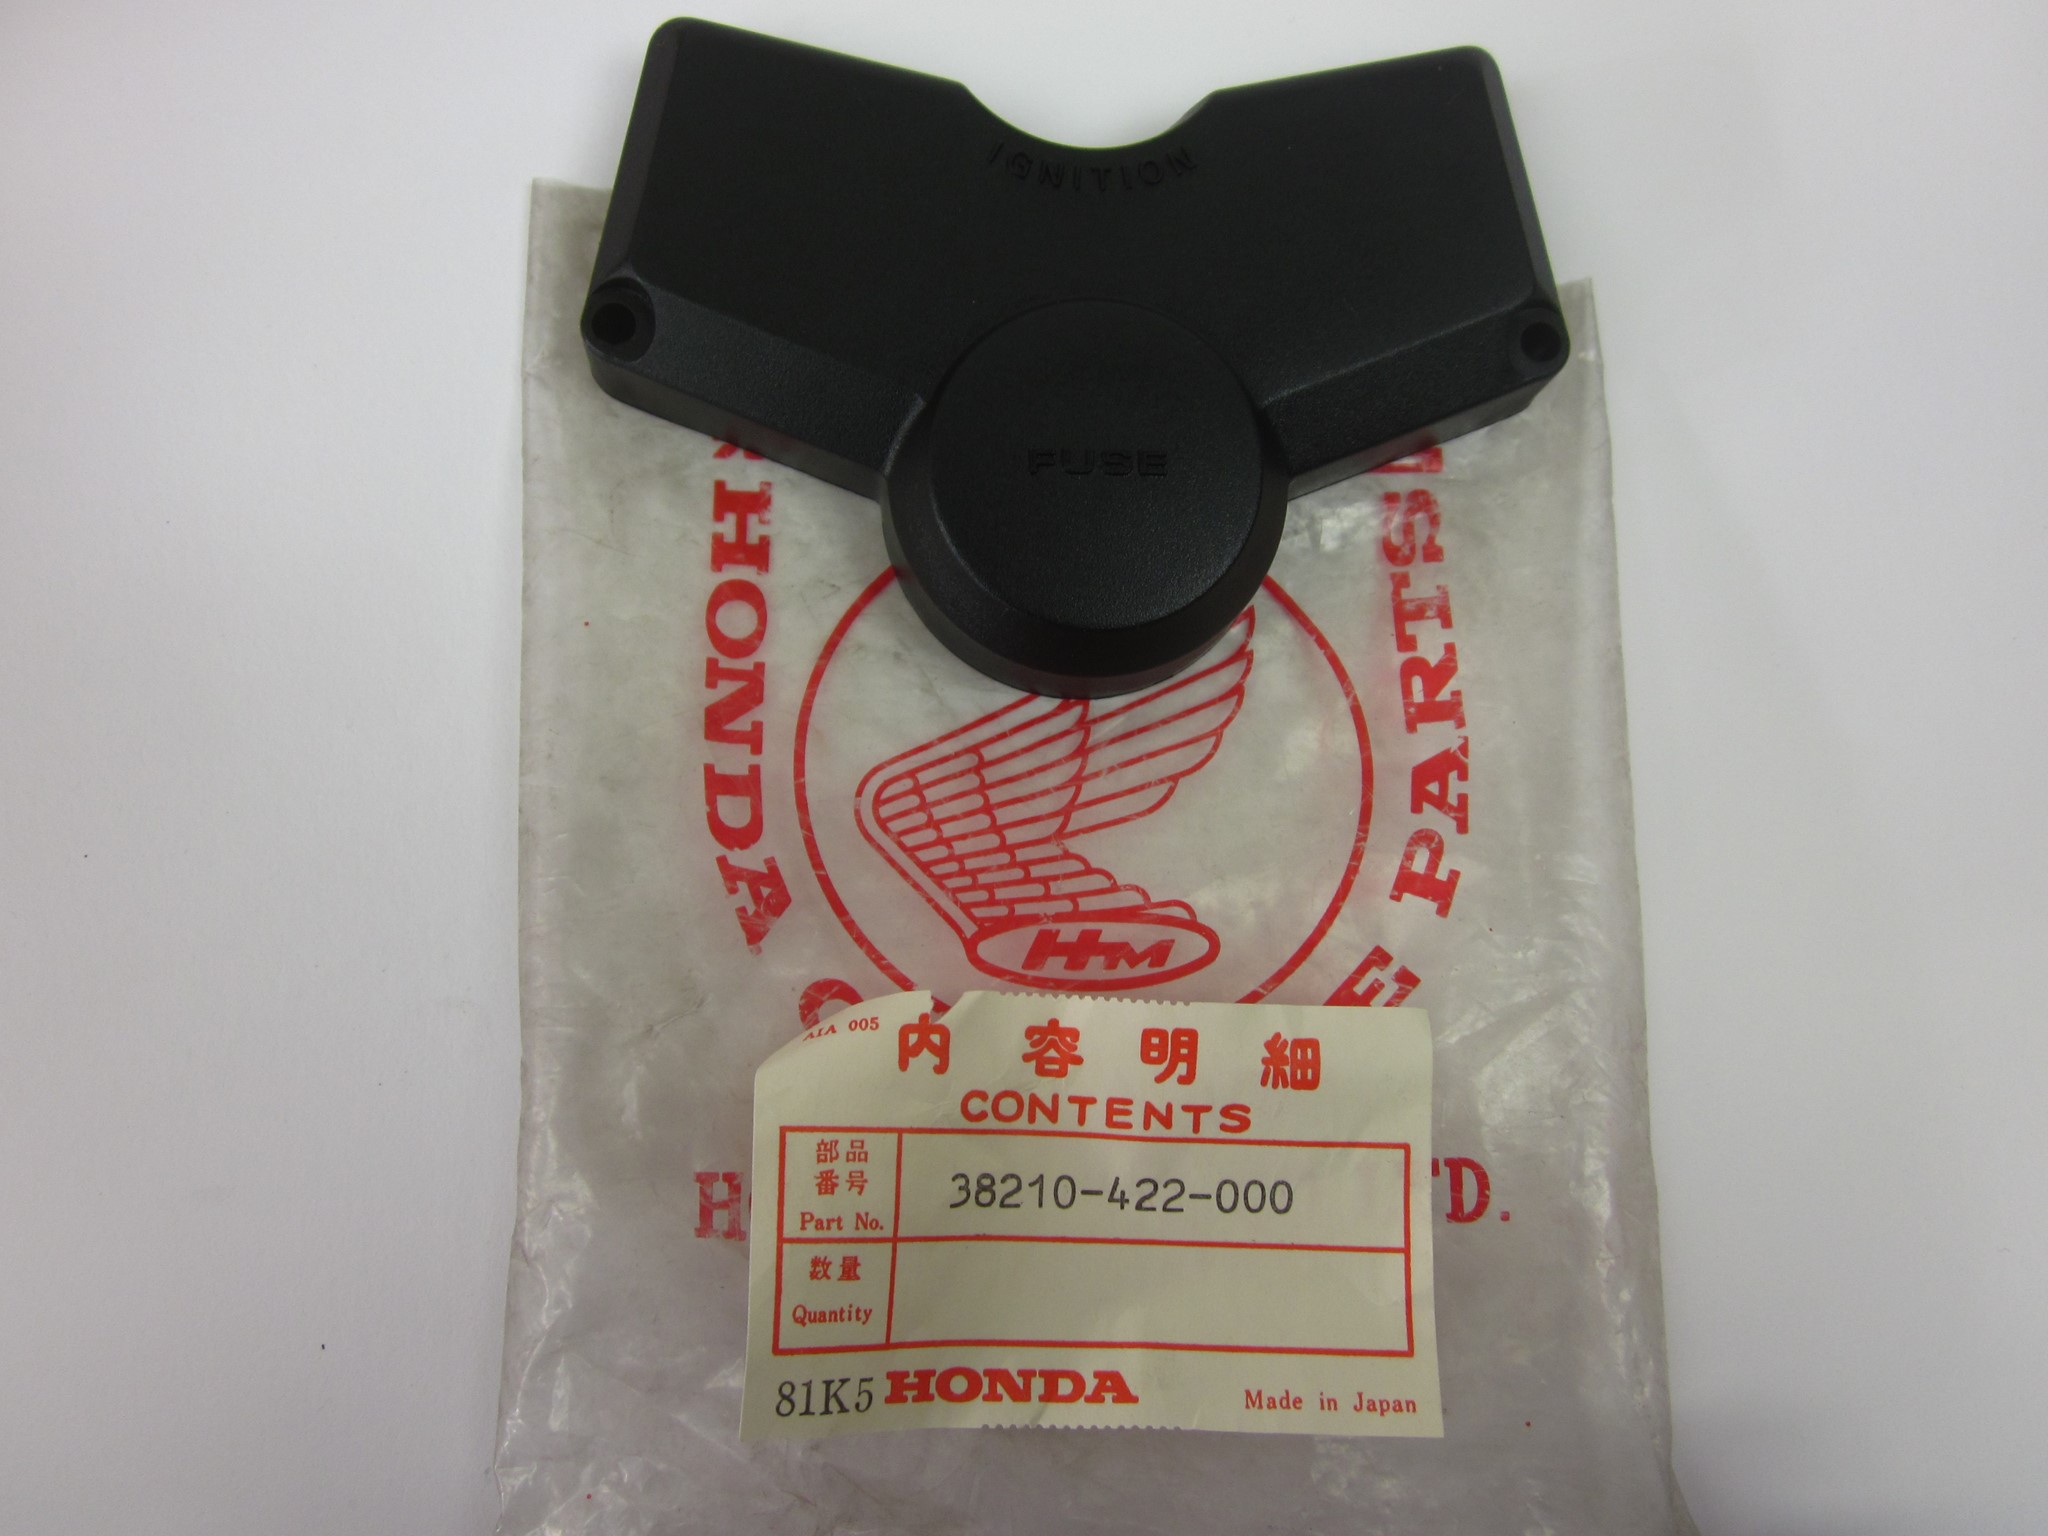 IGNITION
FUSE
HONDA
PARTS
HM
005
内容明細
CONTENTS
部品
番号
Part No.
38210-422-000
数量
Quantity
81K5 HONDA
Made in Japan